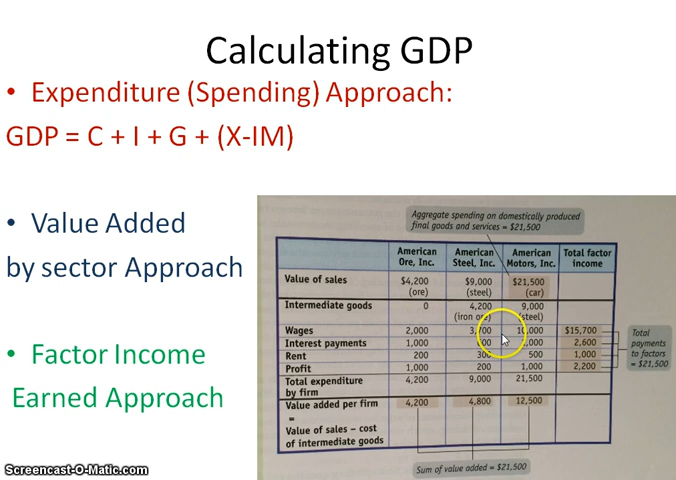 Calculating GDP
• Expenditure (Spending) Approach:
GDP = C + I + G + (X-IM)
• Value Added
by sector Approach
• Factor Income
Earned Approach
Aggregate spending on domestically produced
final goods and services = $21,500
American Ore, Inc. American Steel, Inc. American Motors, Inc. Total factor income
Value of sales $4,200 (ore) $9,000 (steel) $21,500 (car)
Intermediate goods 0 4,200 (iron ore) 9,000 (steel)
Wages 2,000 10,000 $15,700
Interest payments 1,000 2,600
Rent 200 300 500 1,000
Profit 1,000 200 1,000 2,200
Total expenditure by firm 4,200 9,000 21,500
Value added per firm 4,200 4,800 12,500
=
Value of sales – cost
of intermediate goods
Total
payments
to factors
= $21,500
Sum of value added = $21,500
Screencast-O-Matic.com